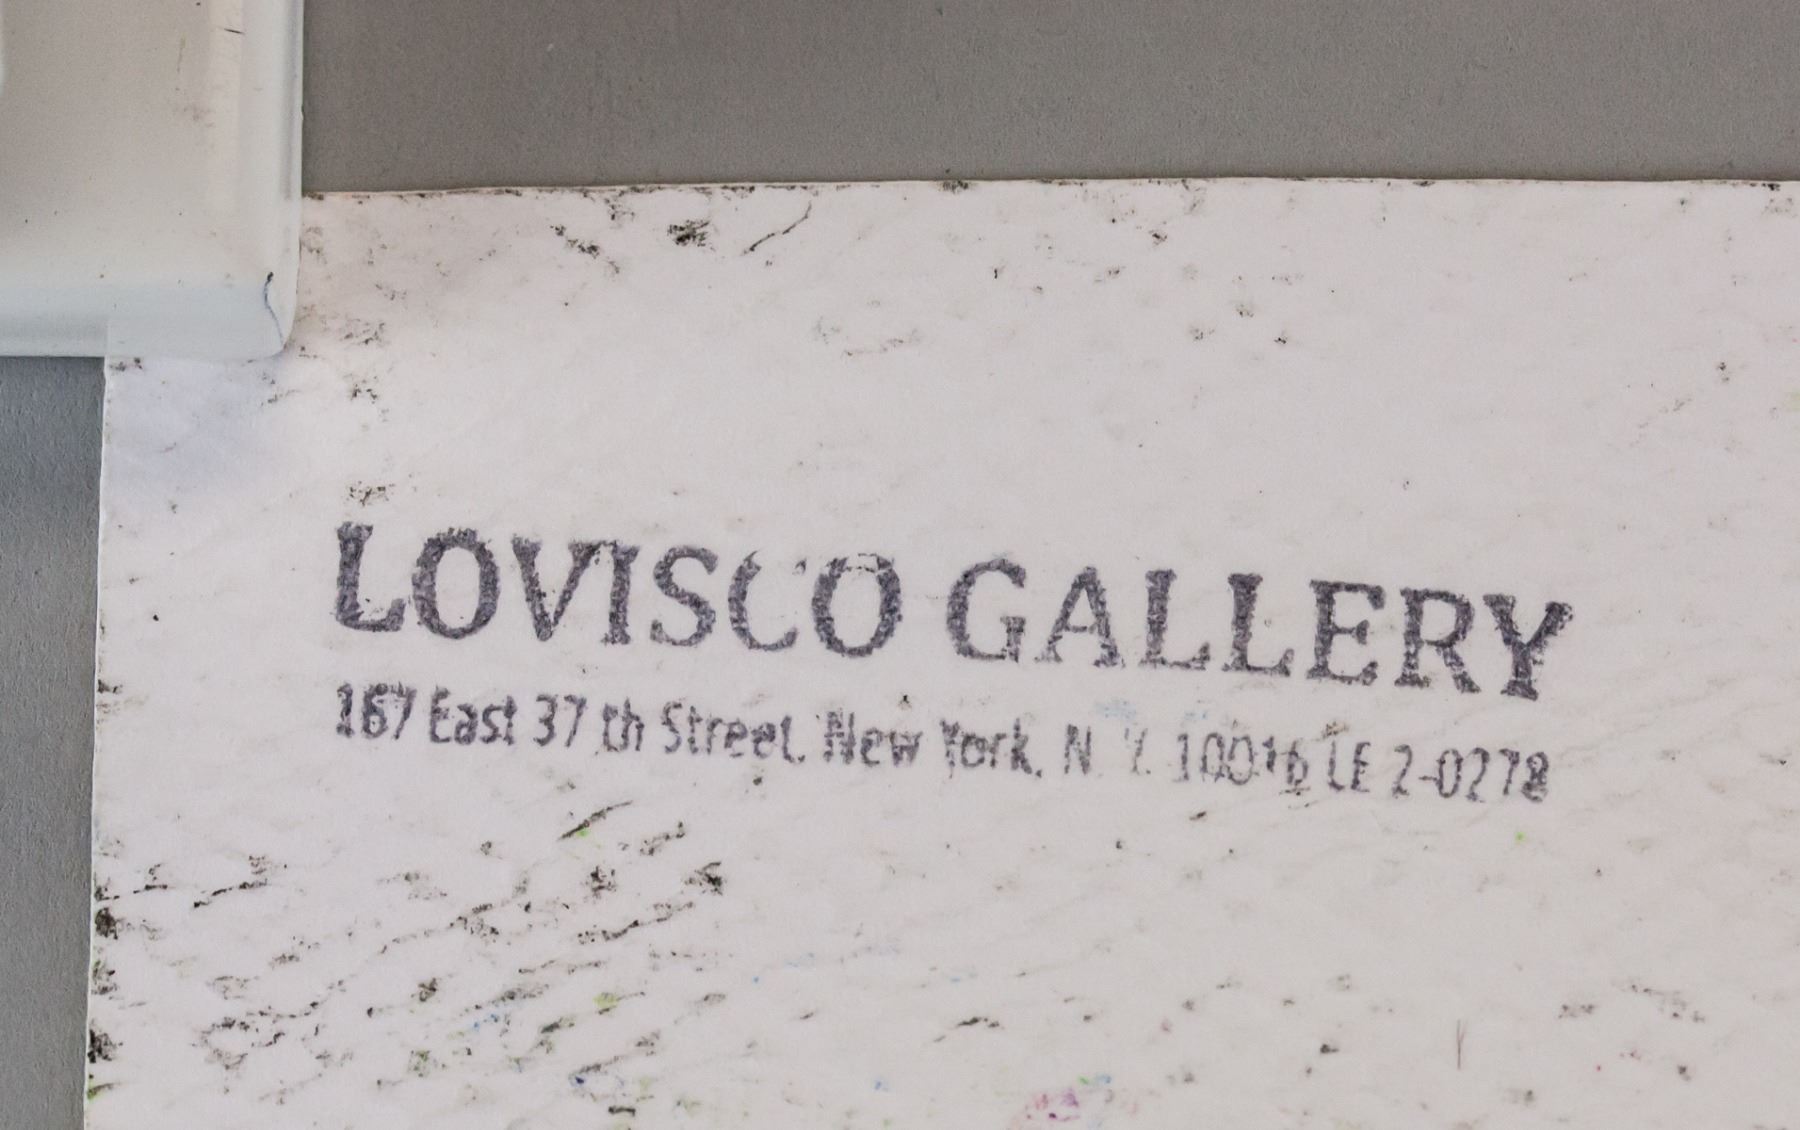 LOVISCO GALLERY
167 East 37 th Street. New York. N. Y. 10016 LE 2-0278